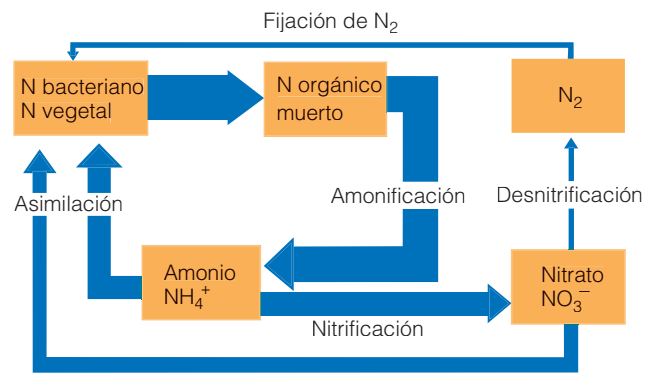 Fijación de N₂
N bacteriano
N vegetal
N orgánico
muerto
N₂
Asimilación
Amonificación
Desnitrificación
Amonio
NH₄⁺
Nitrato
NO₃⁻
Nitrificación